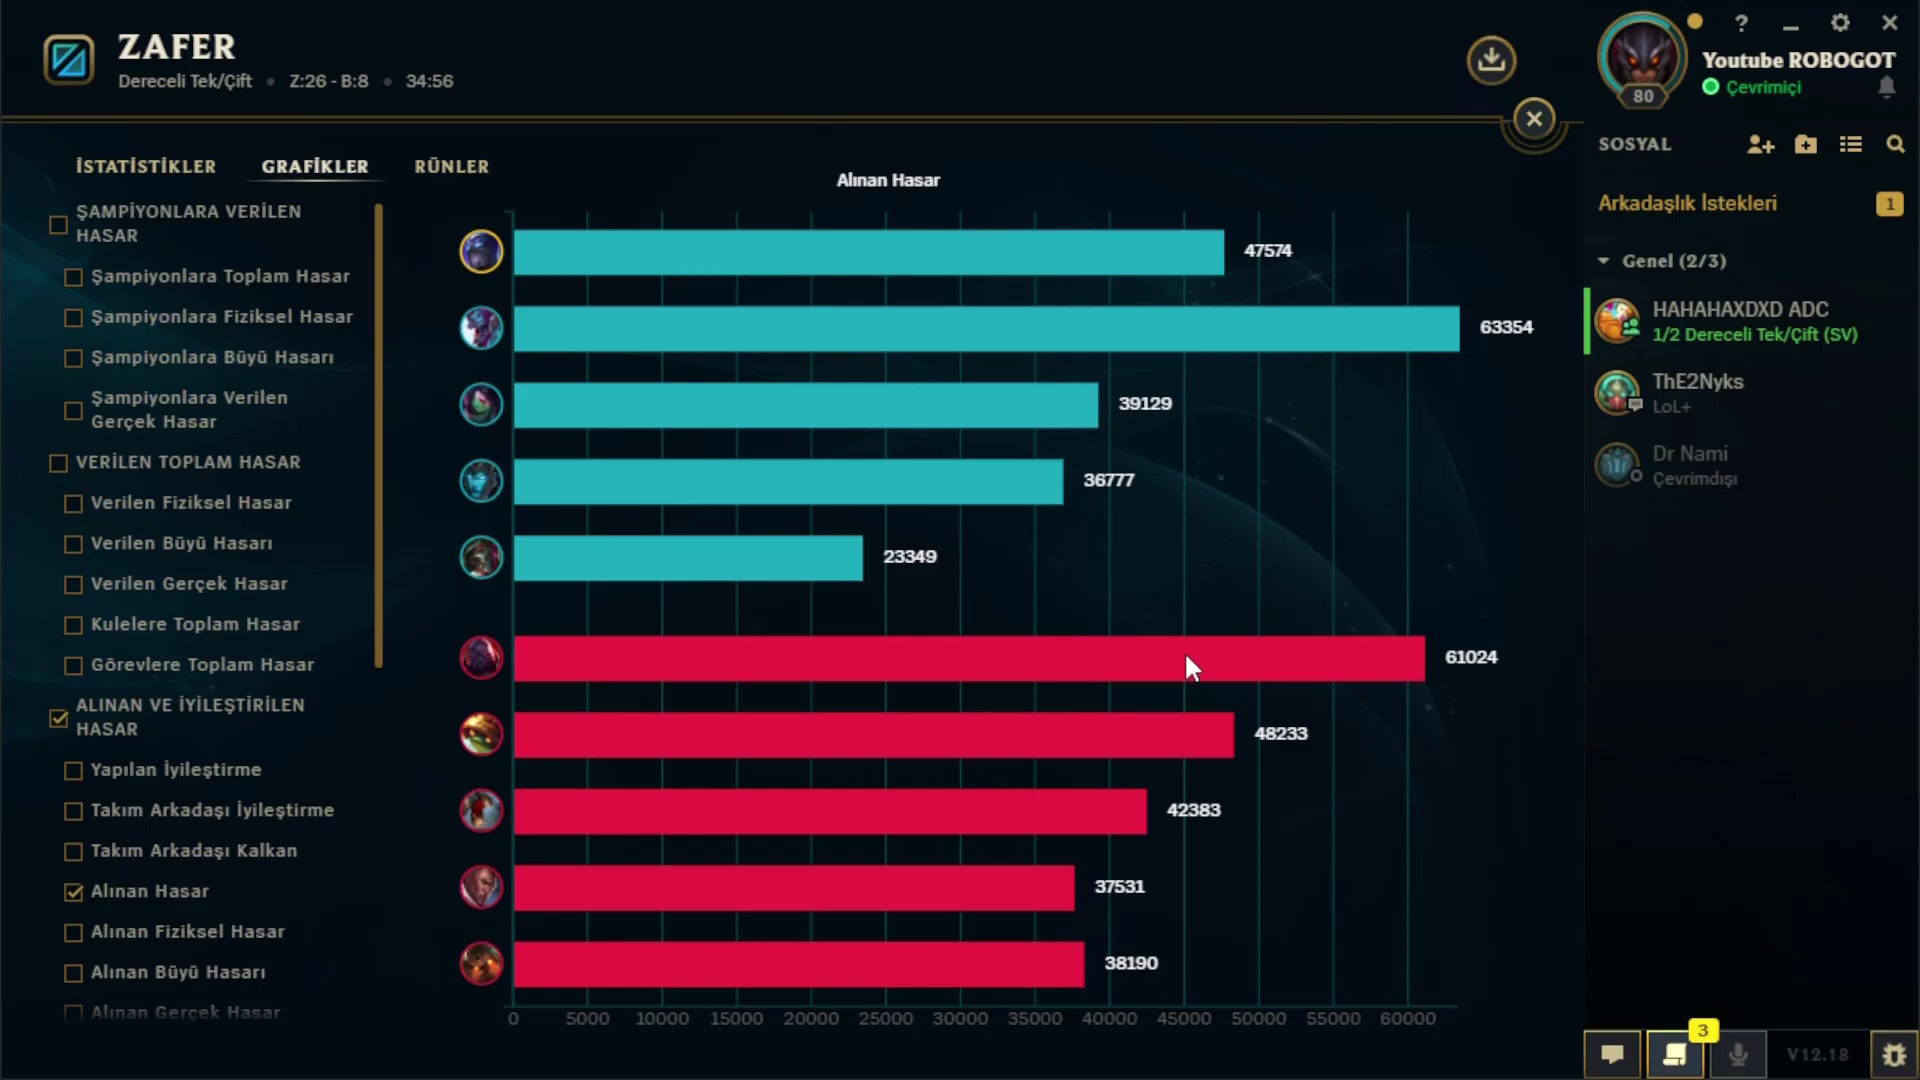 ZAFER
Dereceli Tek/Çift • Z:26 - B:8 • 34:56
İSTATİSTİKLER GRAFİKLER RÜNLER
ŞAMPİYONLARA VERİLEN
HASAR
Şampiyonlara Toplam Hasar
Şampiyonlara Fiziksel Hasar
Şampiyonlara Büyü Hasarı
Şampiyonlara Verilen
Gerçek Hasar
VERİLEN TOPLAM HASAR
Verilen Fiziksel Hasar
Verilen Büyü Hasarı
Verilen Gerçek Hasar
Kulelere Toplam Hasar
Görevlere Toplam Hasar
ALINAN VE İYİLEŞTİRİLEN
HASAR
Yapılan İyileştirme
Takım Arkadaşı İyileştirme
Takım Arkadaşı Kalkan
Alınan Hasar
Alınan Fiziksel Hasar
Alınan Büyü Hasarı
Alınan Gerçek Hasar
Alınan Hasar
47574
63354
39129
36777
23349
61024
48233
42383
37531
38190
0 5000 10000 15000 20000 25000 30000 35000 40000 45000 50000 55000 60000
?
80
Youtube ROBOGOT
Çevrimiçi
SOSYAL
Arkadaşlık İstekleri 1
Genel (2/3)
HAHAHAXDXD ADC
1/2 Dereceli Tek/Çift (SV)
ThE2Nyks
LoL+
Dr Nami
Çevrimdışı
3
V12.18